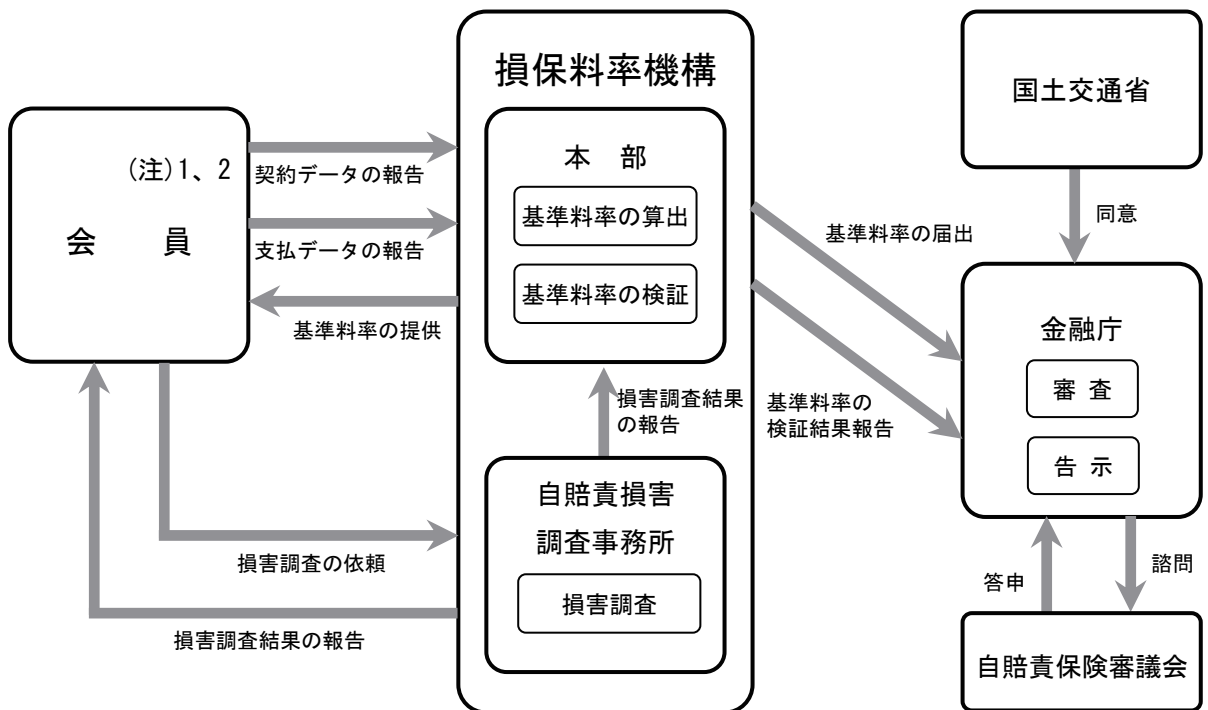 損保料率機構
国土交通省
(注)1、2
会 員
契約データの報告
支払データの報告
基準料率の提供
本 部
基準料率の算出
基準料率の検証
基準料率の届出
同意
金融庁
審 査
告 示
損害調査結果
の報告
基準料率の
検証結果報告
自賠責損害
調査事務所
損害調査
損害調査の依頼
損害調査結果の報告
答申
諮問
自賠責保険審議会